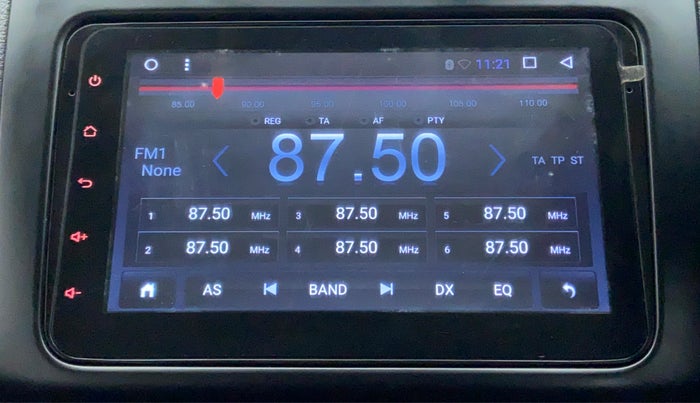 11:21
85.00 90.00 95.00 100.00 105.00 110.00
REG TA AF PTY
FM1
None
87.50
TA TP ST
1 87.50 MHz 3 87.50 MHz 5 87.50 MHz
2 87.50 MHz 4 87.50 MHz 6 87.50 MHz
AS BAND DX EQ